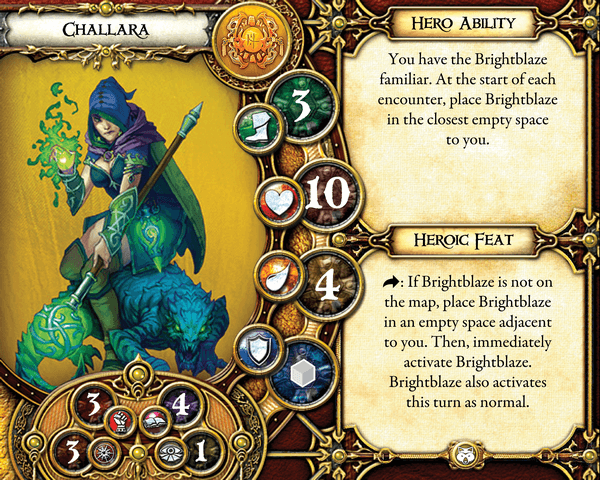 CHALLARA
3
10
4
3
4
3
1
HERO ABILITY
You have the Brightblaze
familiar. At the start of each
encounter, place Brightblaze
in the closest empty space
to you.
HEROIC FEAT
: If Brightblaze is not on
the map, place Brightblaze
in an empty space adjacent
to you. Then, immediately
activate Brightblaze.
Brightblaze also activates
this turn as normal.